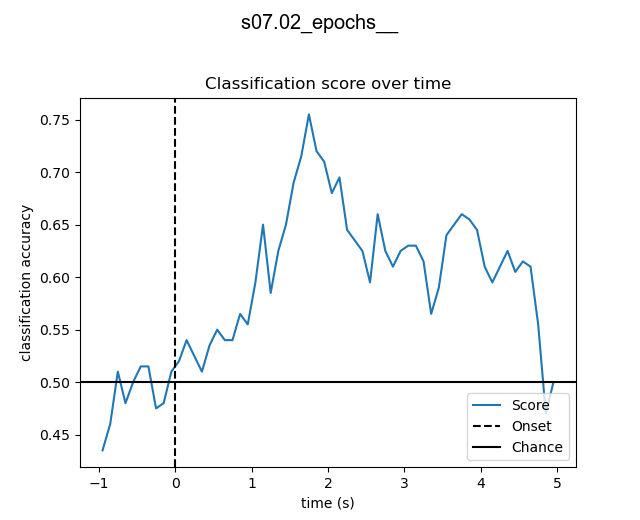 s07.02_epochs__
Classification score over time
classification accuracy
0.75
0.70
0.65
0.60
0.55
0.50
0.45
−1
0
1
2
3
4
5
time (s)
Score
Onset
Chance